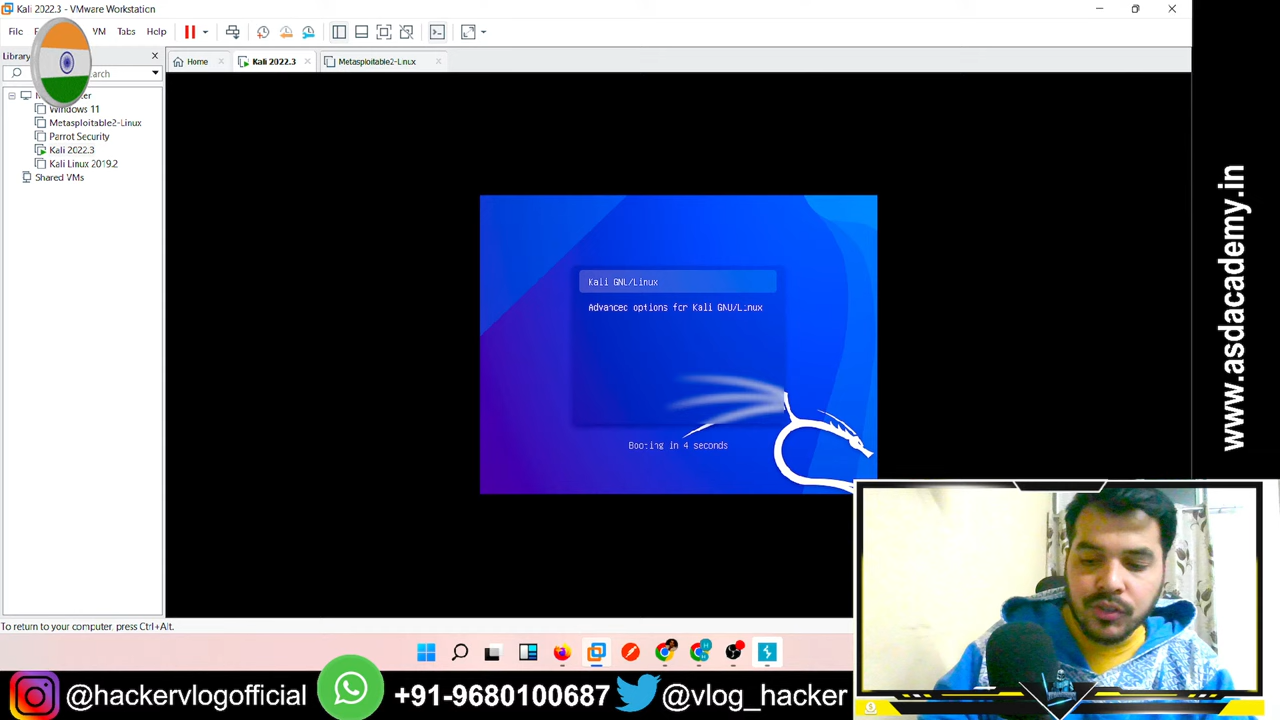 Kali 2022.3 - VMware Workstation
File
VM
Tabs
Help
Library
Home
Kali 2022.3
Metasploitable2-Linux
Windows 11
Metasploitable2-Linux
Parrot Security
Kali 2022.3
Kali Linux 2019.2
Shared VMs
Kali GNU/Linux
Advanced options for Kali GNU/Linux
Booting in 4 seconds
To return to your computer, press Ctrl+Alt.
www.asdacademy.in
@hackervlogofficial
+91-9680100687
@vlog_hacker